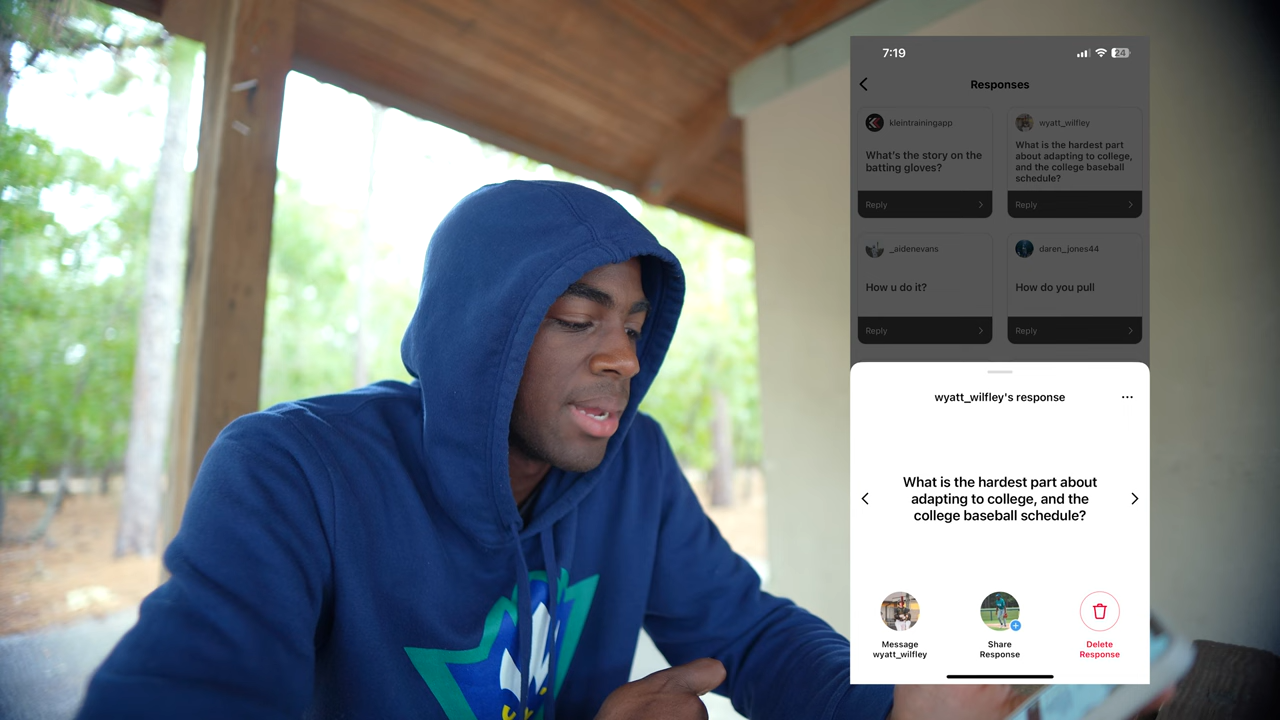 7:19
24
Responses
kleintrainingapp
What's the story on the
batting gloves?
Reply
wyatt_wilfley
What is the hardest part
about adapting to college,
and the college baseball
schedule?
Reply
_aidenevans
How u do it?
Reply
daren_jones44
How do you pull
Reply
wyatt_wilfley's response
What is the hardest part about
adapting to college, and the
college baseball schedule?
Message
wyatt_wilfley
Share
Response
Delete
Response